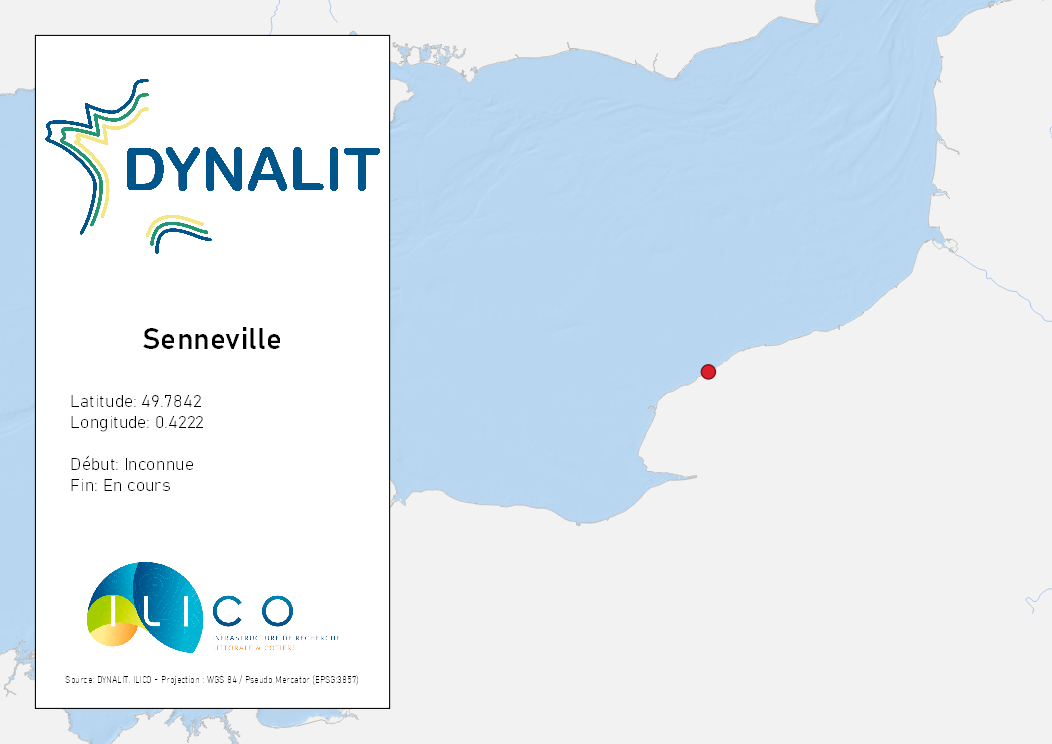 DYNALIT
Senneville
Latitude: 49.7842
Longitude: 0.4222
Début: Inconnue
Fin: En cours
ILICO
INFRASTRUCTURE DE RECHERCHE
LITTORALE & COTIERE
Source: DYNALIT, ILICO - Projection : WGS 84 / Pseudo Mercator (EPSG:3857)